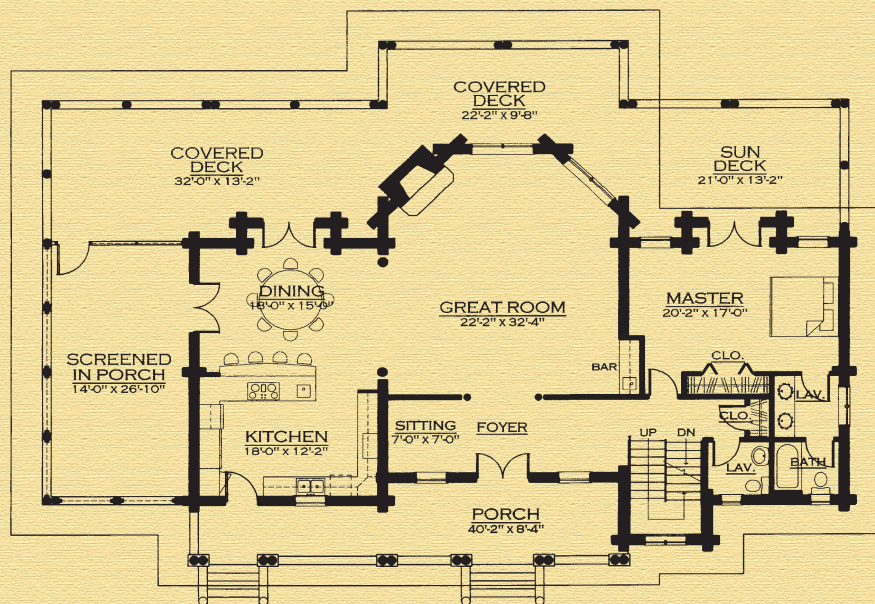 COVERED
DECK
22'-2" X 9'-8"
COVERED
DECK
32'-0" X 13'-2"
SUN
DECK
21'-0" X 13'-2"
DINING
18'-0" X 15'-0"
GREAT ROOM
22'-2" X 32'-4"
MASTER
20'-2" X 17'-0"
SCREENED
IN PORCH
14'-0" X 26'-10"
CLO.
BAR
LAV.
CLO.
SITTING
7'-0" X 7'-0"
FOYER
KITCHEN
18'-0" X 12'-2"
UP
DN
LAV.
BATH
PORCH
40'-2" X 8'-4"